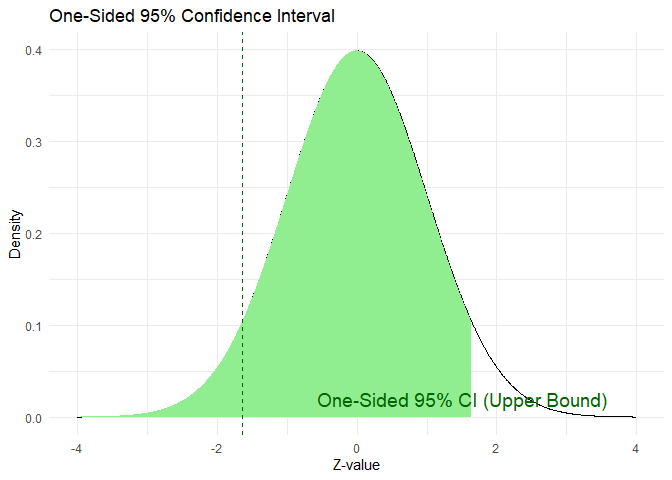 One-Sided 95% Confidence Interval
0.4
0.3
Density
0.2
0.1
One-Sided 95% CI (Upper Bound)
0.0
-4 -2 0 2 4
Z-value